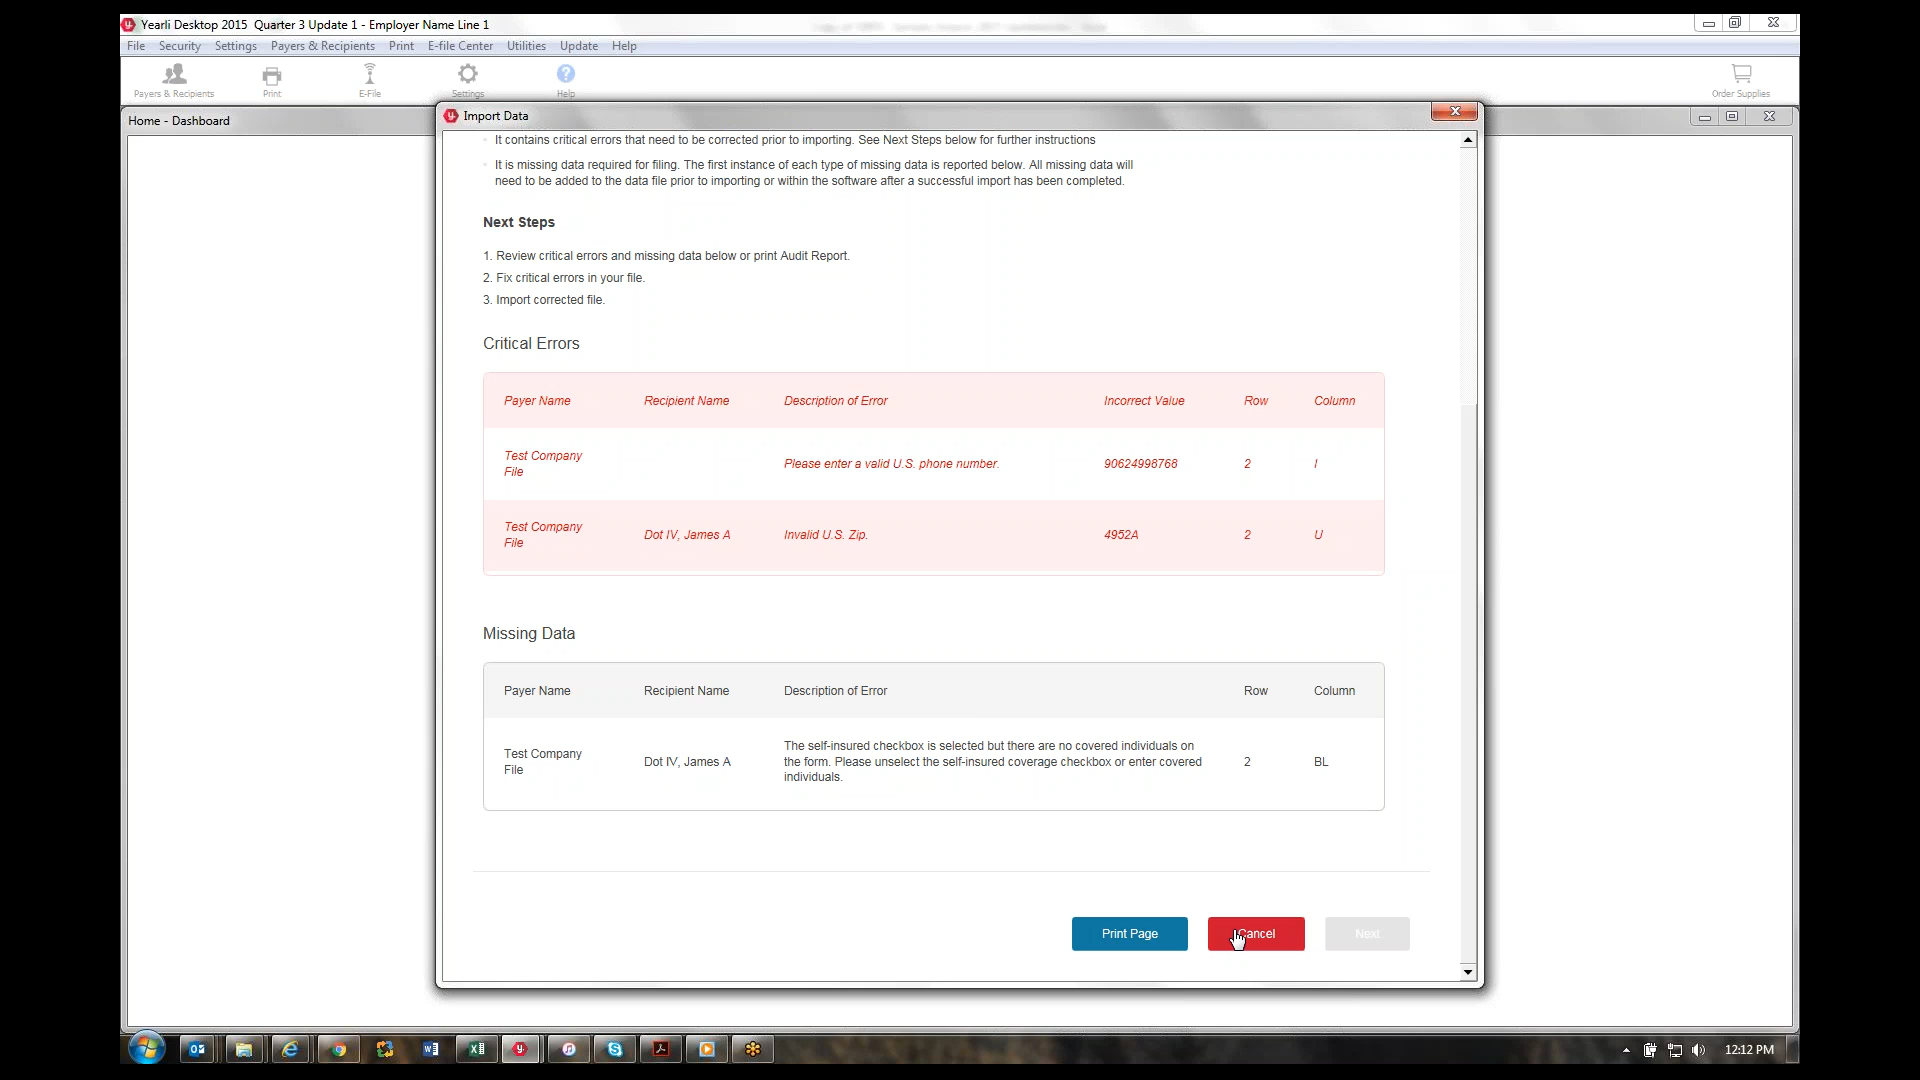 Yearli Desktop 2015 Quarter 3 Update 1 - Employer Name Line 1
File Security Settings Payers & Recipients Print E-file Center Utilities Update Help
Payers & Recipients Print E-File Settings Help Order Supplies
Home - Dashboard
Import Data
It contains critical errors that need to be corrected prior to importing. See Next Steps below for further instructions
It is missing data required for filing. The first instance of each type of missing data is reported below. All missing data will
need to be added to the data file prior to importing or within the software after a successful import has been completed.
Next Steps
1. Review critical errors and missing data below or print Audit Report.
2. Fix critical errors in your file.
3. Import corrected file.
Critical Errors
Payer Name Recipient Name Description of Error Incorrect Value Row Column
Test Company
File
Please enter a valid U.S. phone number. 90624998768 2 I
Test Company
File
Dot IV, James A Invalid U.S. Zip. 4952A 2 U
Missing Data
Payer Name Recipient Name Description of Error Row Column
Test Company
File
Dot IV, James A
The self-insured checkbox is selected but there are no covered individuals on
the form. Please unselect the self-insured coverage checkbox or enter covered
individuals.
2 BL
Print Page Cancel Next
12:12 PM